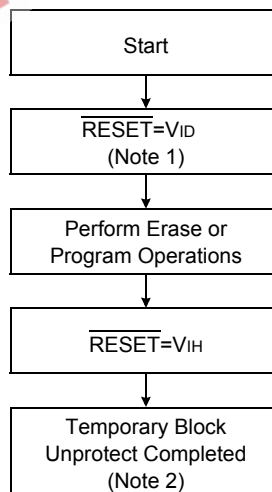 Start
RESET=VID
(Note 1)
Perform Erase or
Program Operations
RESET=VIH
Temporary Block
Unprotect Completed
(Note 2)